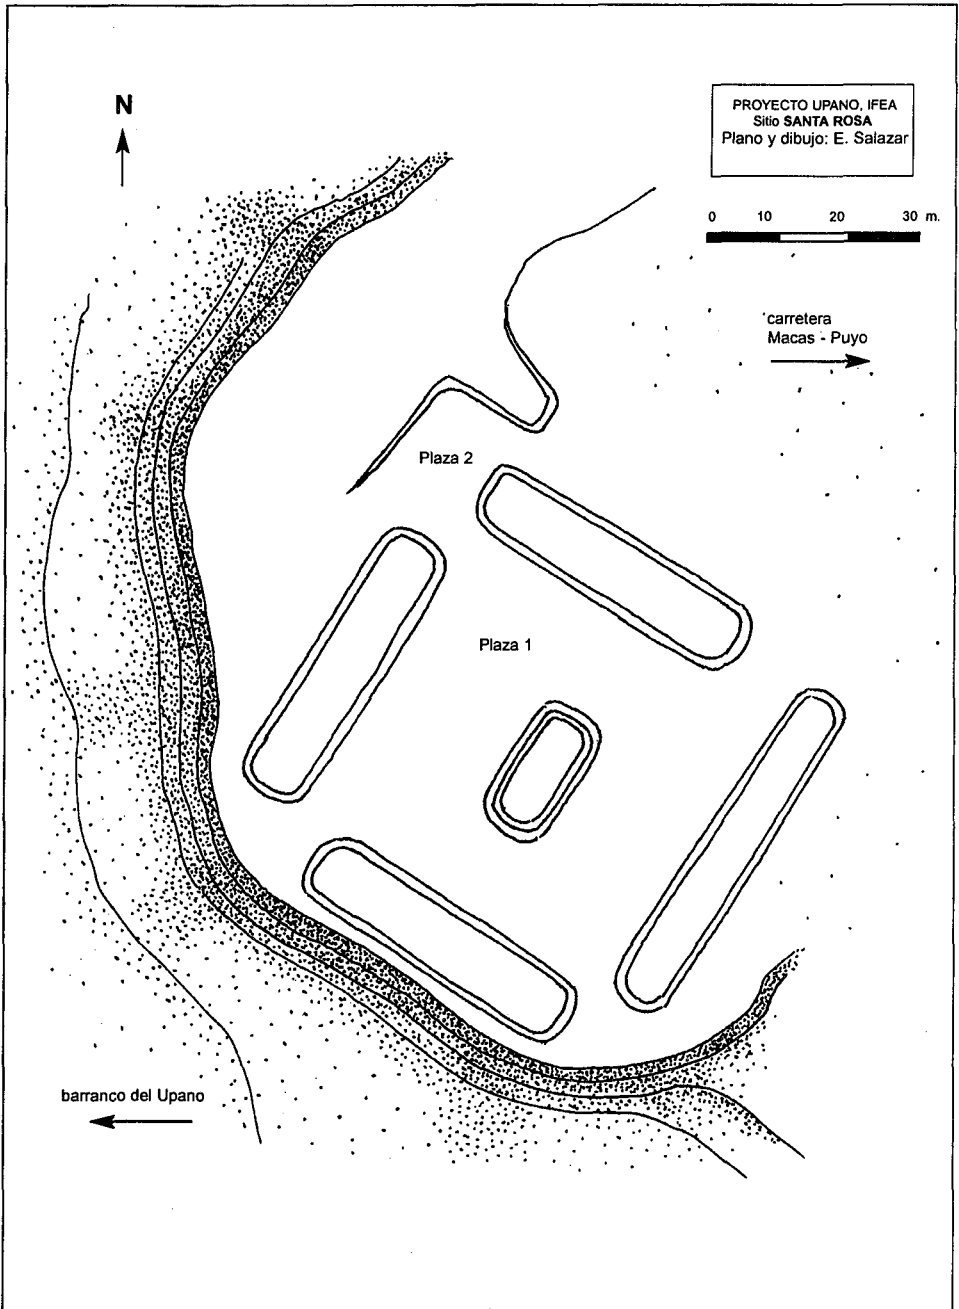 N
PROYECTO UPANO, IFEA
Sitio SANTA ROSA
Plano y dibujo: E. Salazar
0 10 20 30 m.
carretera
Macas - Puyo
Plaza 2
Plaza 1
barranco del Upano